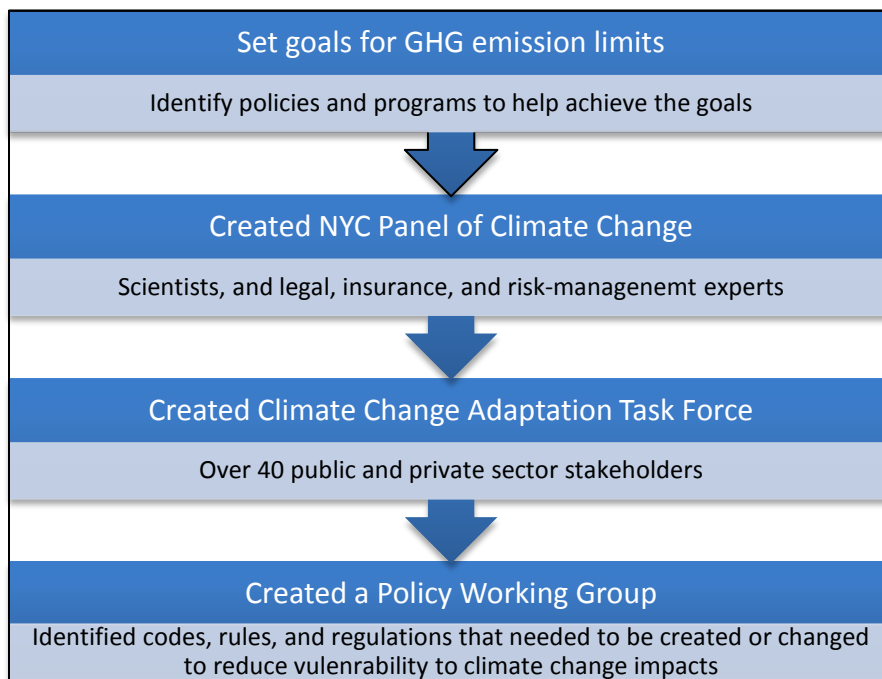 Set goals for GHG emission limits
Identify policies and programs to help achieve the goals
Created NYC Panel of Climate Change
Scientists, and legal, insurance, and risk-managenemt experts
Created Climate Change Adaptation Task Force
Over 40 public and private sector stakeholders
Created a Policy Working Group
Identified codes, rules, and regulations that needed to be created or changed
to reduce vulenrability to climate change impacts